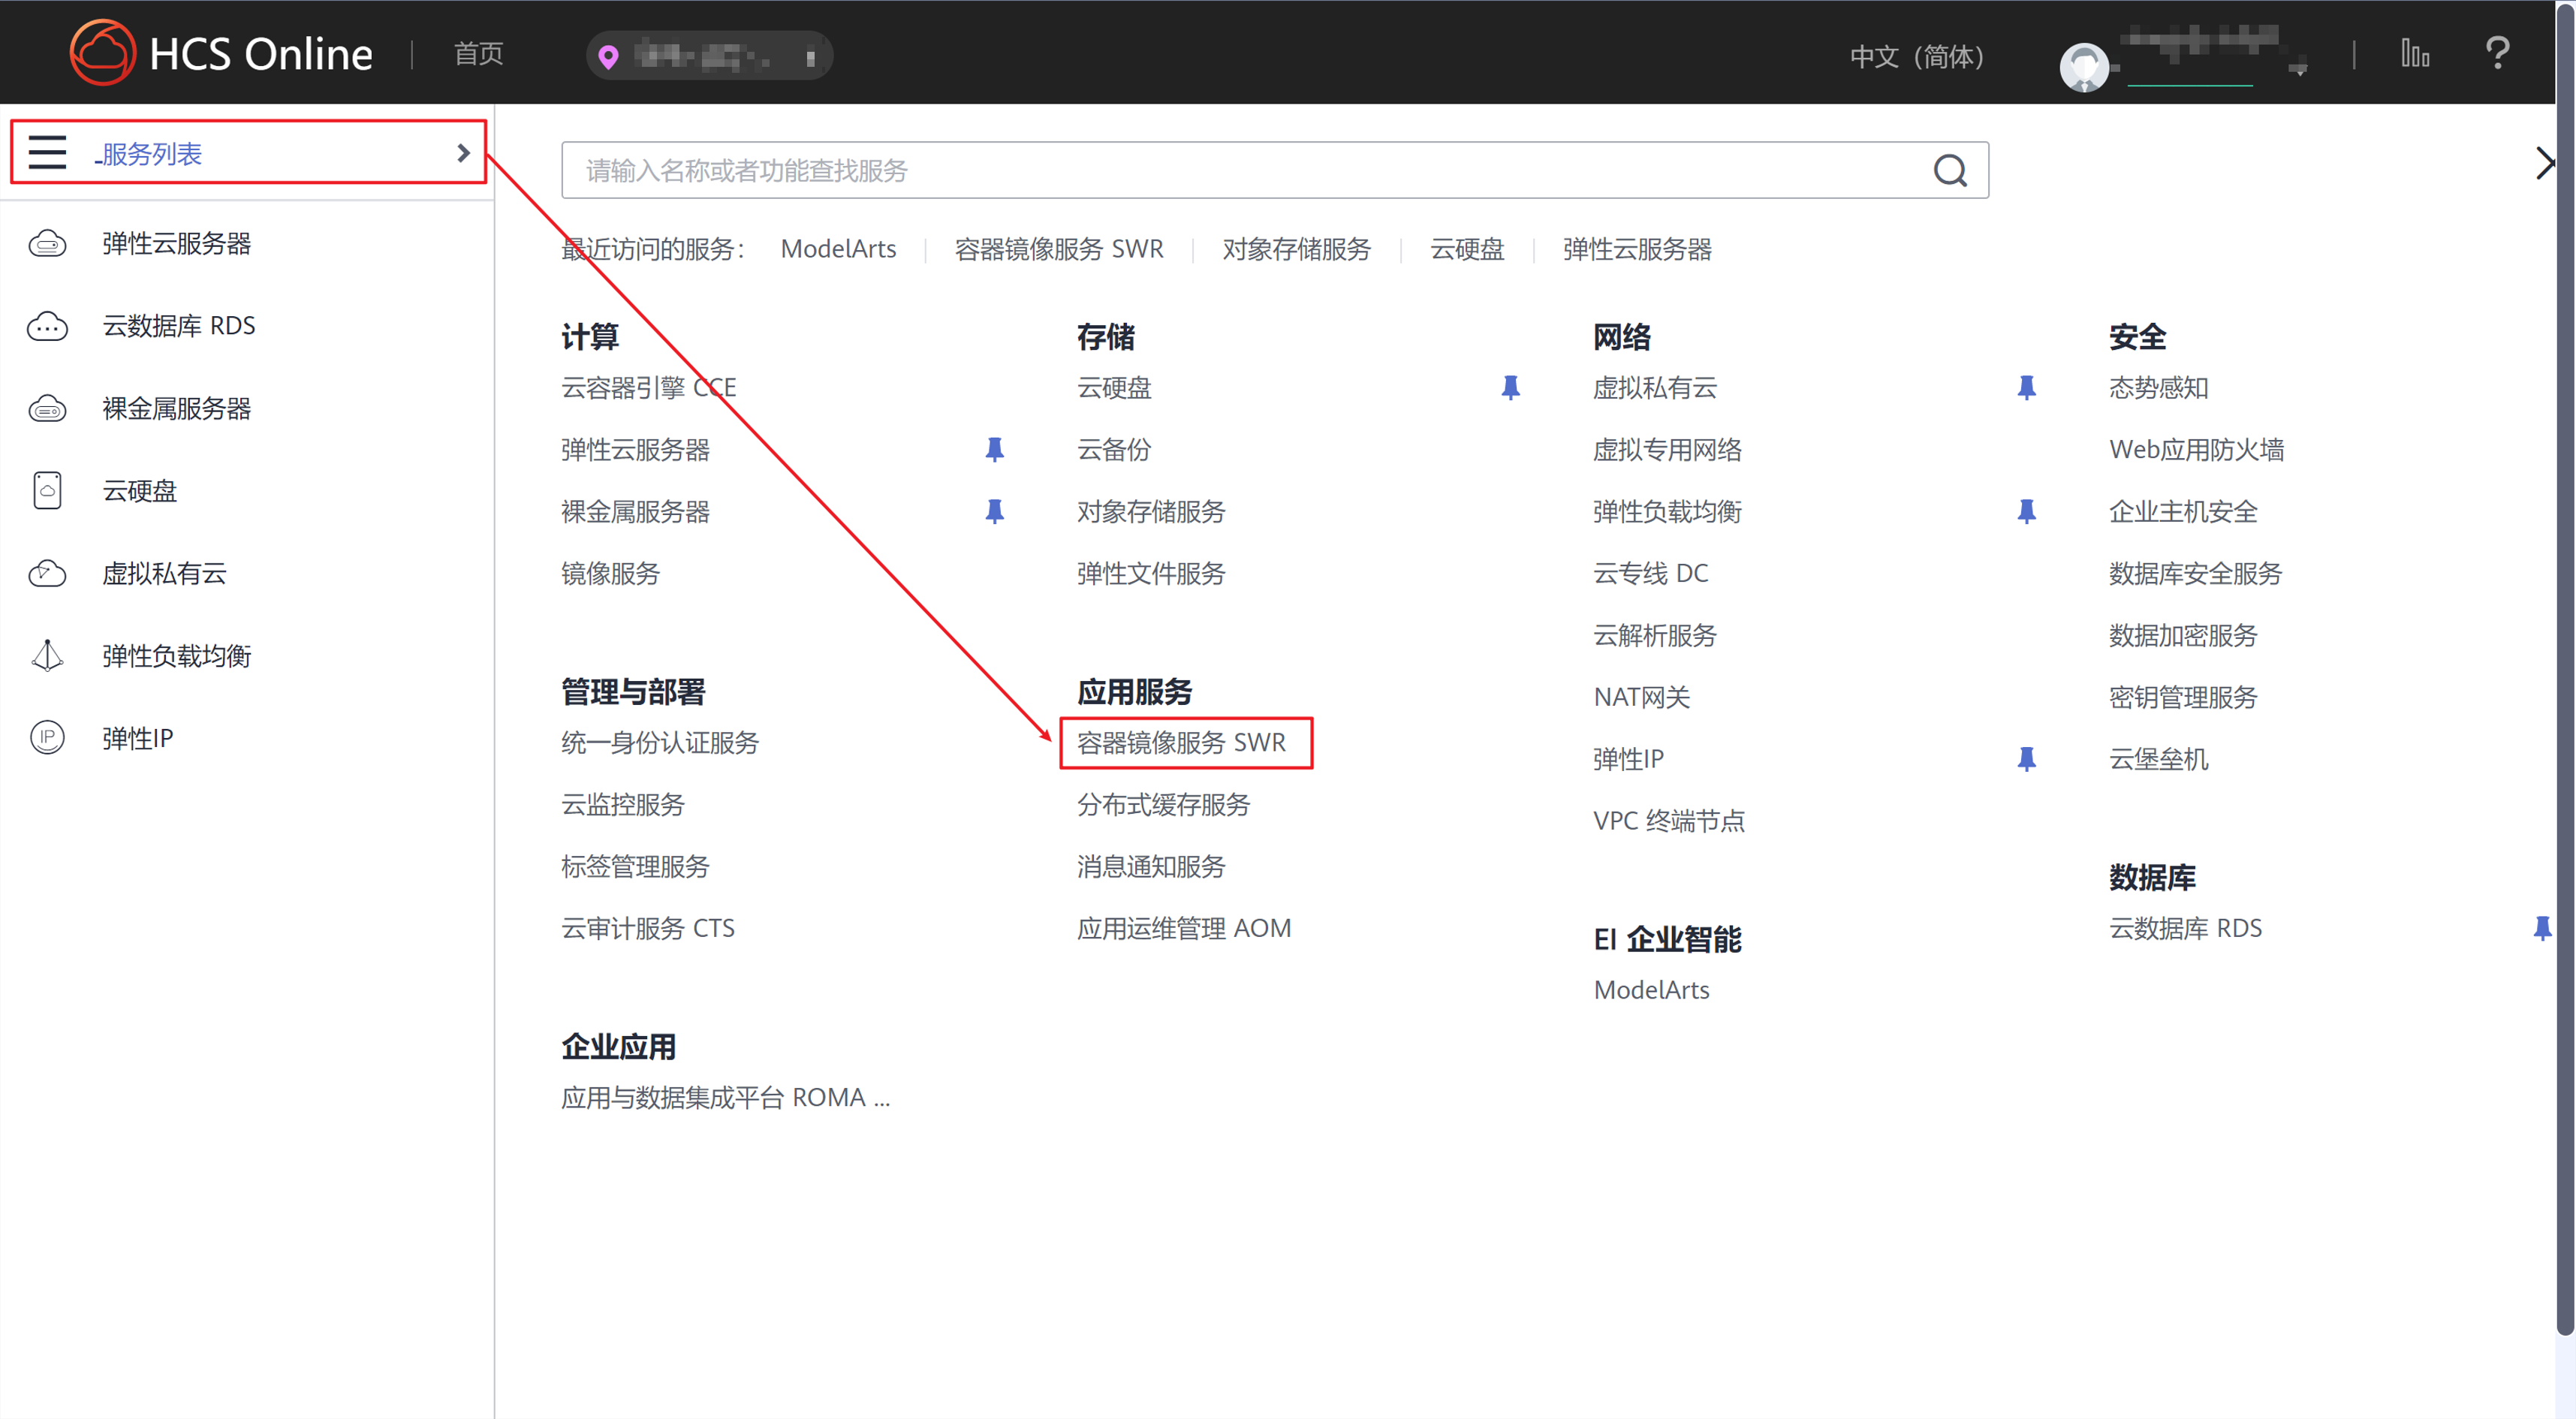 HCS Online
首页
中文（简体）
服务列表
弹性云服务器
云数据库 RDS
裸金属服务器
云硬盘
虚拟私有云
弹性负载均衡
IP 弹性IP
请输入名称或者功能查找服务
最近访问的服务： ModelArts 容器镜像服务 SWR 对象存储服务 云硬盘 弹性云服务器
计算
云容器引擎 CCE
弹性云服务器
裸金属服务器
镜像服务
管理与部署
统一身份认证服务
云监控服务
标签管理服务
云审计服务 CTS
企业应用
应用与数据集成平台 ROMA ...
存储
云硬盘
云备份
对象存储服务
弹性文件服务
应用服务
容器镜像服务 SWR
分布式缓存服务
消息通知服务
应用运维管理 AOM
网络
虚拟私有云
虚拟专用网络
弹性负载均衡
云专线 DC
云解析服务
NAT网关
弹性IP
VPC 终端节点
EI 企业智能
ModelArts
安全
态势感知
Web应用防火墙
企业主机安全
数据库安全服务
数据加密服务
密钥管理服务
云堡垒机
数据库
云数据库 RDS